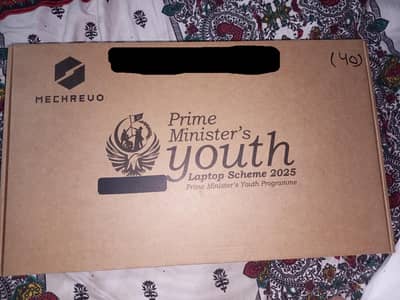 (40)
MECHREVO
Prime
Minister's
youth
Laptop Scheme 2025
Prime Minister's Youth Programme